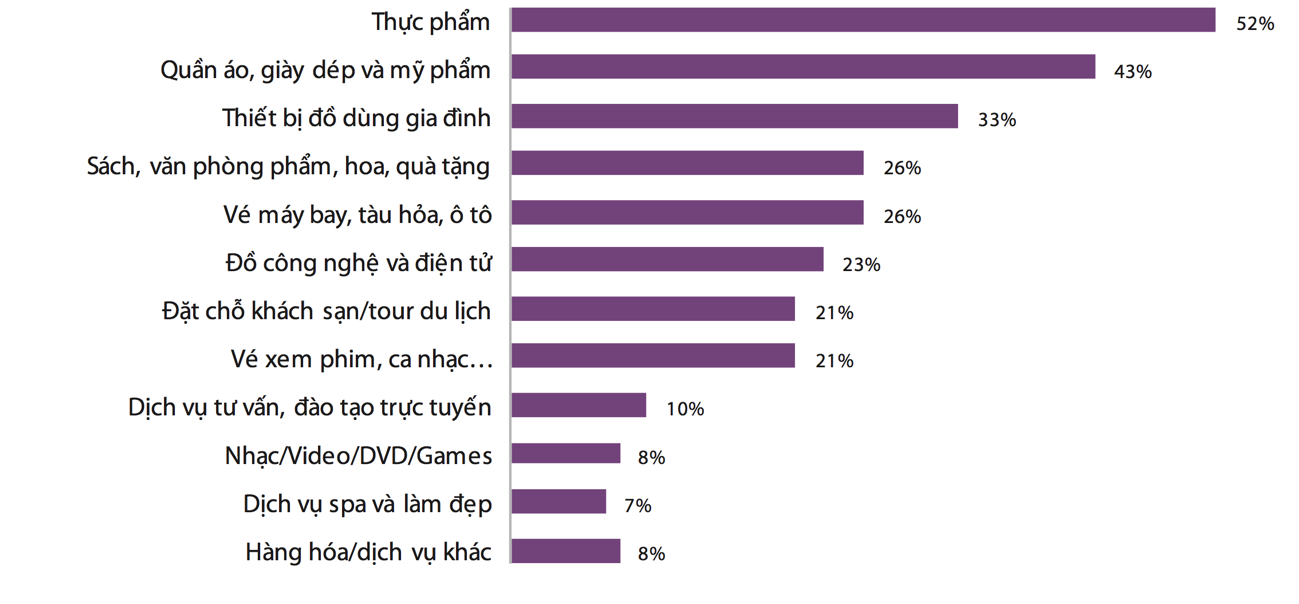 Thực phẩm 52%
Quần áo, giày dép và mỹ phẩm 43%
Thiết bị đồ dùng gia đình 33%
Sách, văn phòng phẩm, hoa, quà tặng 26%
Vé máy bay, tàu hỏa, ô tô 26%
Đồ công nghệ và điện tử 23%
Đặt chỗ khách sạn/tour du lịch 21%
Vé xem phim, ca nhạc... 21%
Dịch vụ tư vấn, đào tạo trực tuyến 10%
Nhạc/Video/DVD/Games 8%
Dịch vụ spa và làm đẹp 7%
Hàng hóa/dịch vụ khác 8%